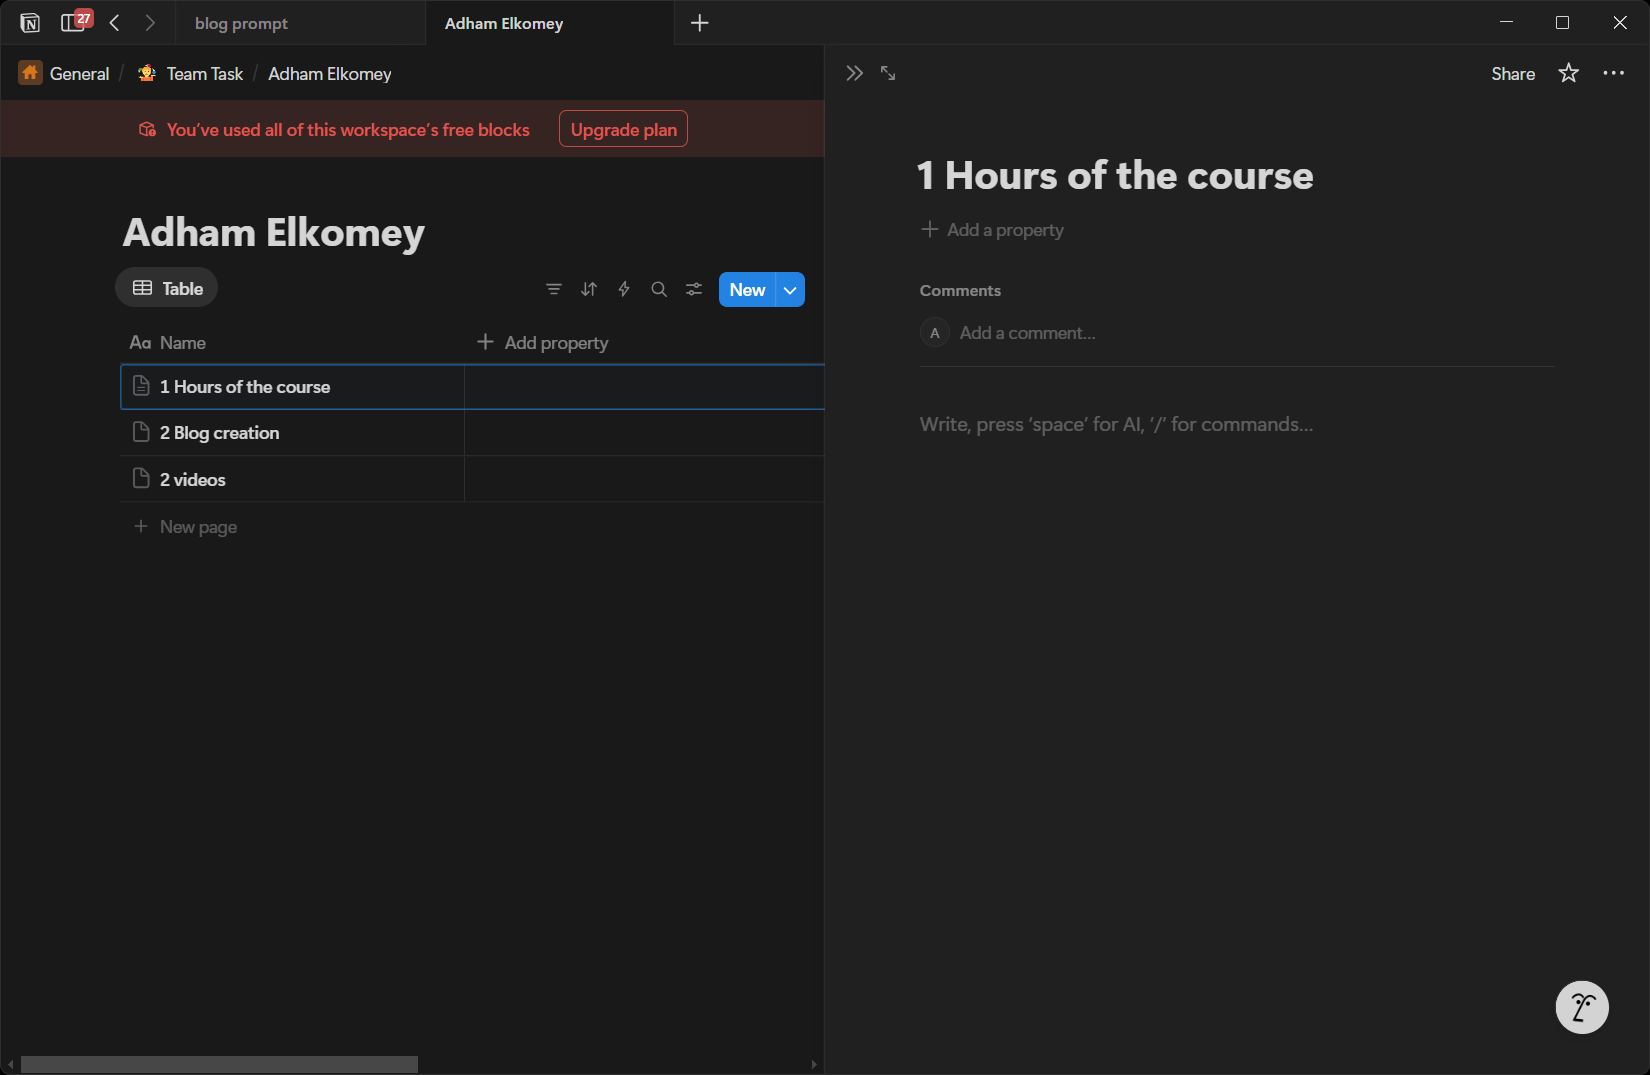 27
blog prompt
Adham Elkomey
General / Team Task / Adham Elkomey
You’ve used all of this workspace’s free blocks
Upgrade plan
Adham Elkomey
Table
New
Aa Name
Add property
1 Hours of the course
2 Blog creation
2 videos
New page
Share
1 Hours of the course
Add a property
Comments
A Add a comment...
Write, press ‘space’ for AI, ‘/’ for commands...